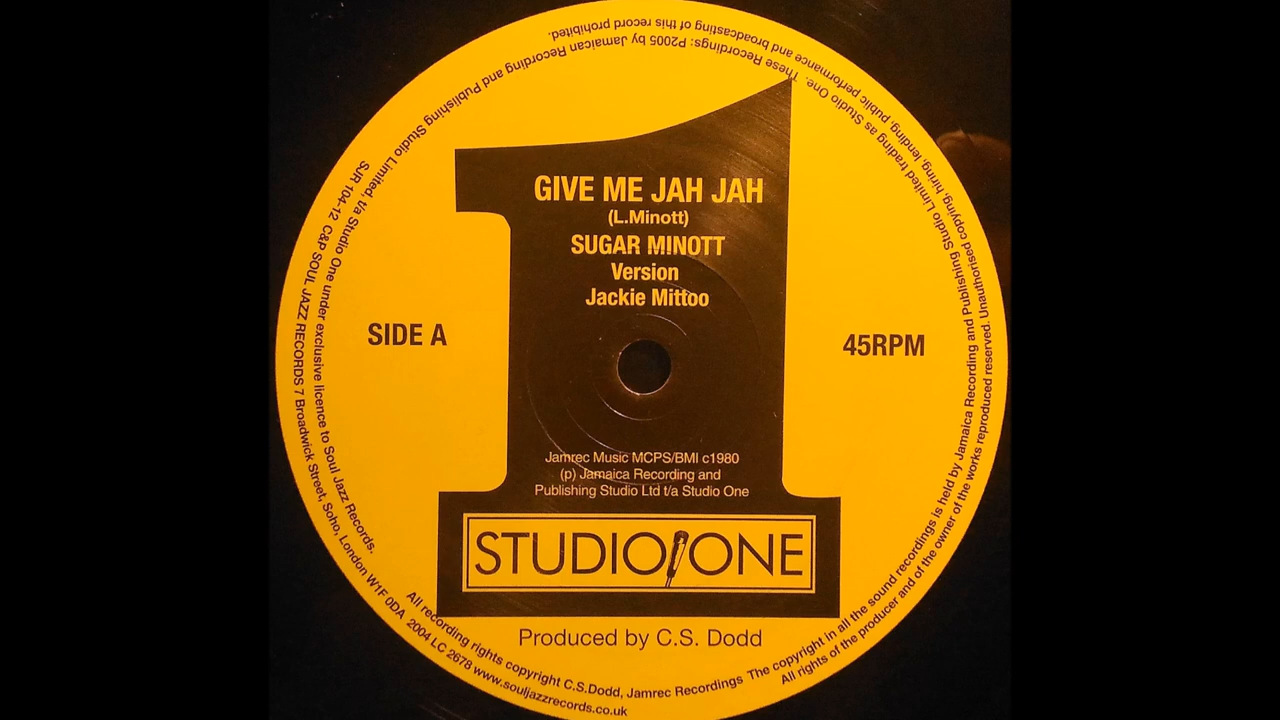 GIVE ME JAH JAH
(L.Minott)
SUGAR MINOTT
Version
Jackie Mittoo
SIDE A
45RPM
Jamrec Music MCPS/BMI c1980
(p) Jamaica Recording and
Publishing Studio Ltd t/a Studio One
STUDIO ONE
Produced by C.S. Dodd
SJR 104-12 C&P SOUL JAZZ RECORDS 7 Broadwick Street, Soho, London W1F 0DA 2004 LC 2678 www.souljazzrecords.co.uk
All recording rights copyright C.S.Dodd, Jamrec Recordings The copyright in all the sound recordings is held by Jamaica Recording and Publishing Studio Limited trading as Studio One. These Recordings: P2005 by Jamaican Recording and Publishing Studio Limited, t/a Studio One under exclusive licence to Soul Jazz Records.
All rights of the producer and of the owner of the works reproduced reserved. Unauthorised copying, hiring, lending, public performance and broadcasting of this record prohibited.